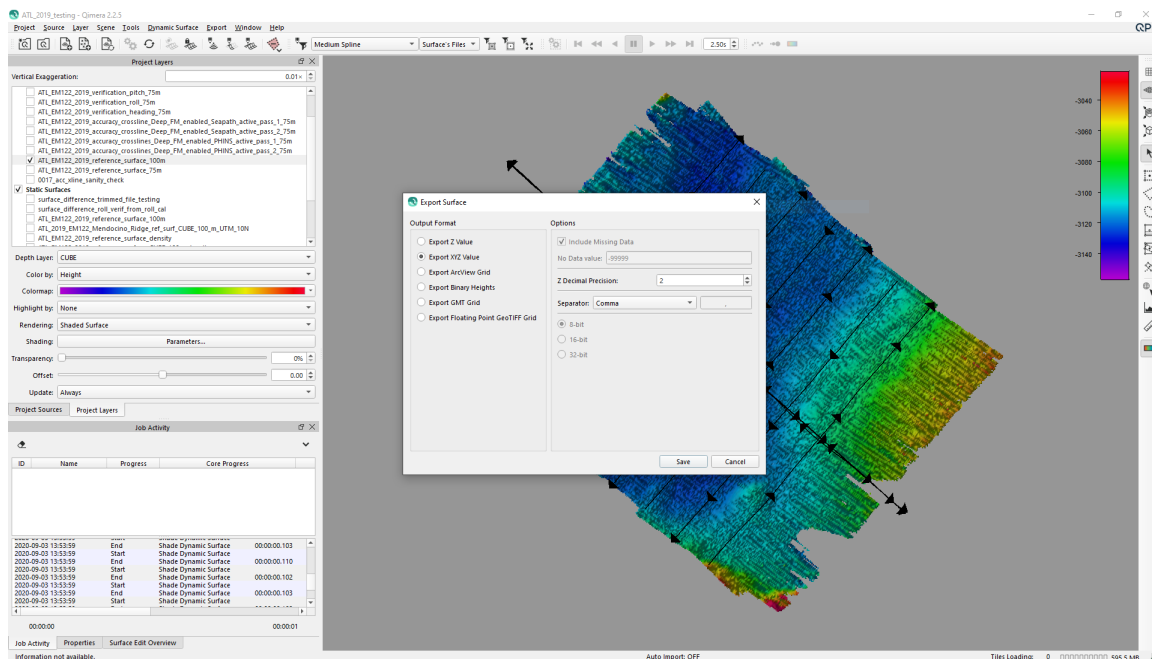 ATL_2019_testing - Qimera 2.2.5
Project Source Layer Scene Tools Dynamic Surface Export Window Help
QPS
Medium Spline
Surface's Files
2.50s
Project Layers
Vertical Exaggeration: 0.01×
ATL_EM122_2019_verification_pitch_75m
ATL_EM122_2019_verification_roll_75m
ATL_EM122_2019_verification_heading_75m
ATL_EM122_2019_accuracy_crossline_Deep_FM_enabled_Seapath_active_pass_1_75m
ATL_EM122_2019_accuracy_crossline_Deep_FM_enabled_Seapath_active_pass_2_75m
ATL_EM122_2019_accuracy_crosslines_Deep_FM_enabled_PHINS_active_pass_1_75m
ATL_EM122_2019_accuracy_crosslines_Deep_FM_enabled_PHINS_active_pass_2_75m
ATL_EM122_2019_reference_surface_100m
ATL_EM122_2019_reference_surface_75m
0017_acc_xline_sanity_check
Static Surfaces
surface_difference_trimmed_file_testing
surface_difference_roll_verif_from_roll_cal
ATL_EM122_2019_reference_surface_100m
ATL_2019_EM122_Mendocino_Ridge_ref_surf_CUBE_100_m_UTM_10N
ATL_EM122_2019_reference_surface_density
Depth Layer: CUBE
Color by: Height
Colormap:
Highlight by: None
Rendering: Shaded Surface
Shading: Parameters...
Transparency: 0%
Offset: 0.00
Update: Always
Project Sources Project Layers
Job Activity
ID Name Progress Core Progress
2020-09-03 13:53:59 End Shade Dynamic Surface 00:00:00.103
2020-09-03 13:53:59 Start Shade Dynamic Surface
2020-09-03 13:53:59 End Shade Dynamic Surface 00:00:00.110
2020-09-03 13:53:59 Start Shade Dynamic Surface
2020-09-03 13:53:59 End Shade Dynamic Surface 00:00:00.102
2020-09-03 13:53:59 Start Shade Dynamic Surface
2020-09-03 13:53:59 End Shade Dynamic Surface 00:00:00.103
2020-09-03 13:53:59 Start Shade Dynamic Surface
00:00:00 00:00:01
Job Activity Properties Surface Edit Overview
Information not available.
Auto Import: OFF
Tiles Loading: 0 0000000000 595.5 MB
Export Surface
Output Format
Export Z Value
Export XYZ Value
Export ArcView Grid
Export Binary Heights
Export GMT Grid
Export Floating Point GeoTIFF Grid
Options
Include Missing Data
No Data value: -99999
Z Decimal Precision: 2
Separator: Comma ,
8-bit
16-bit
32-bit
Save Cancel
-3040
-3060
-3080
-3100
-3120
-3140